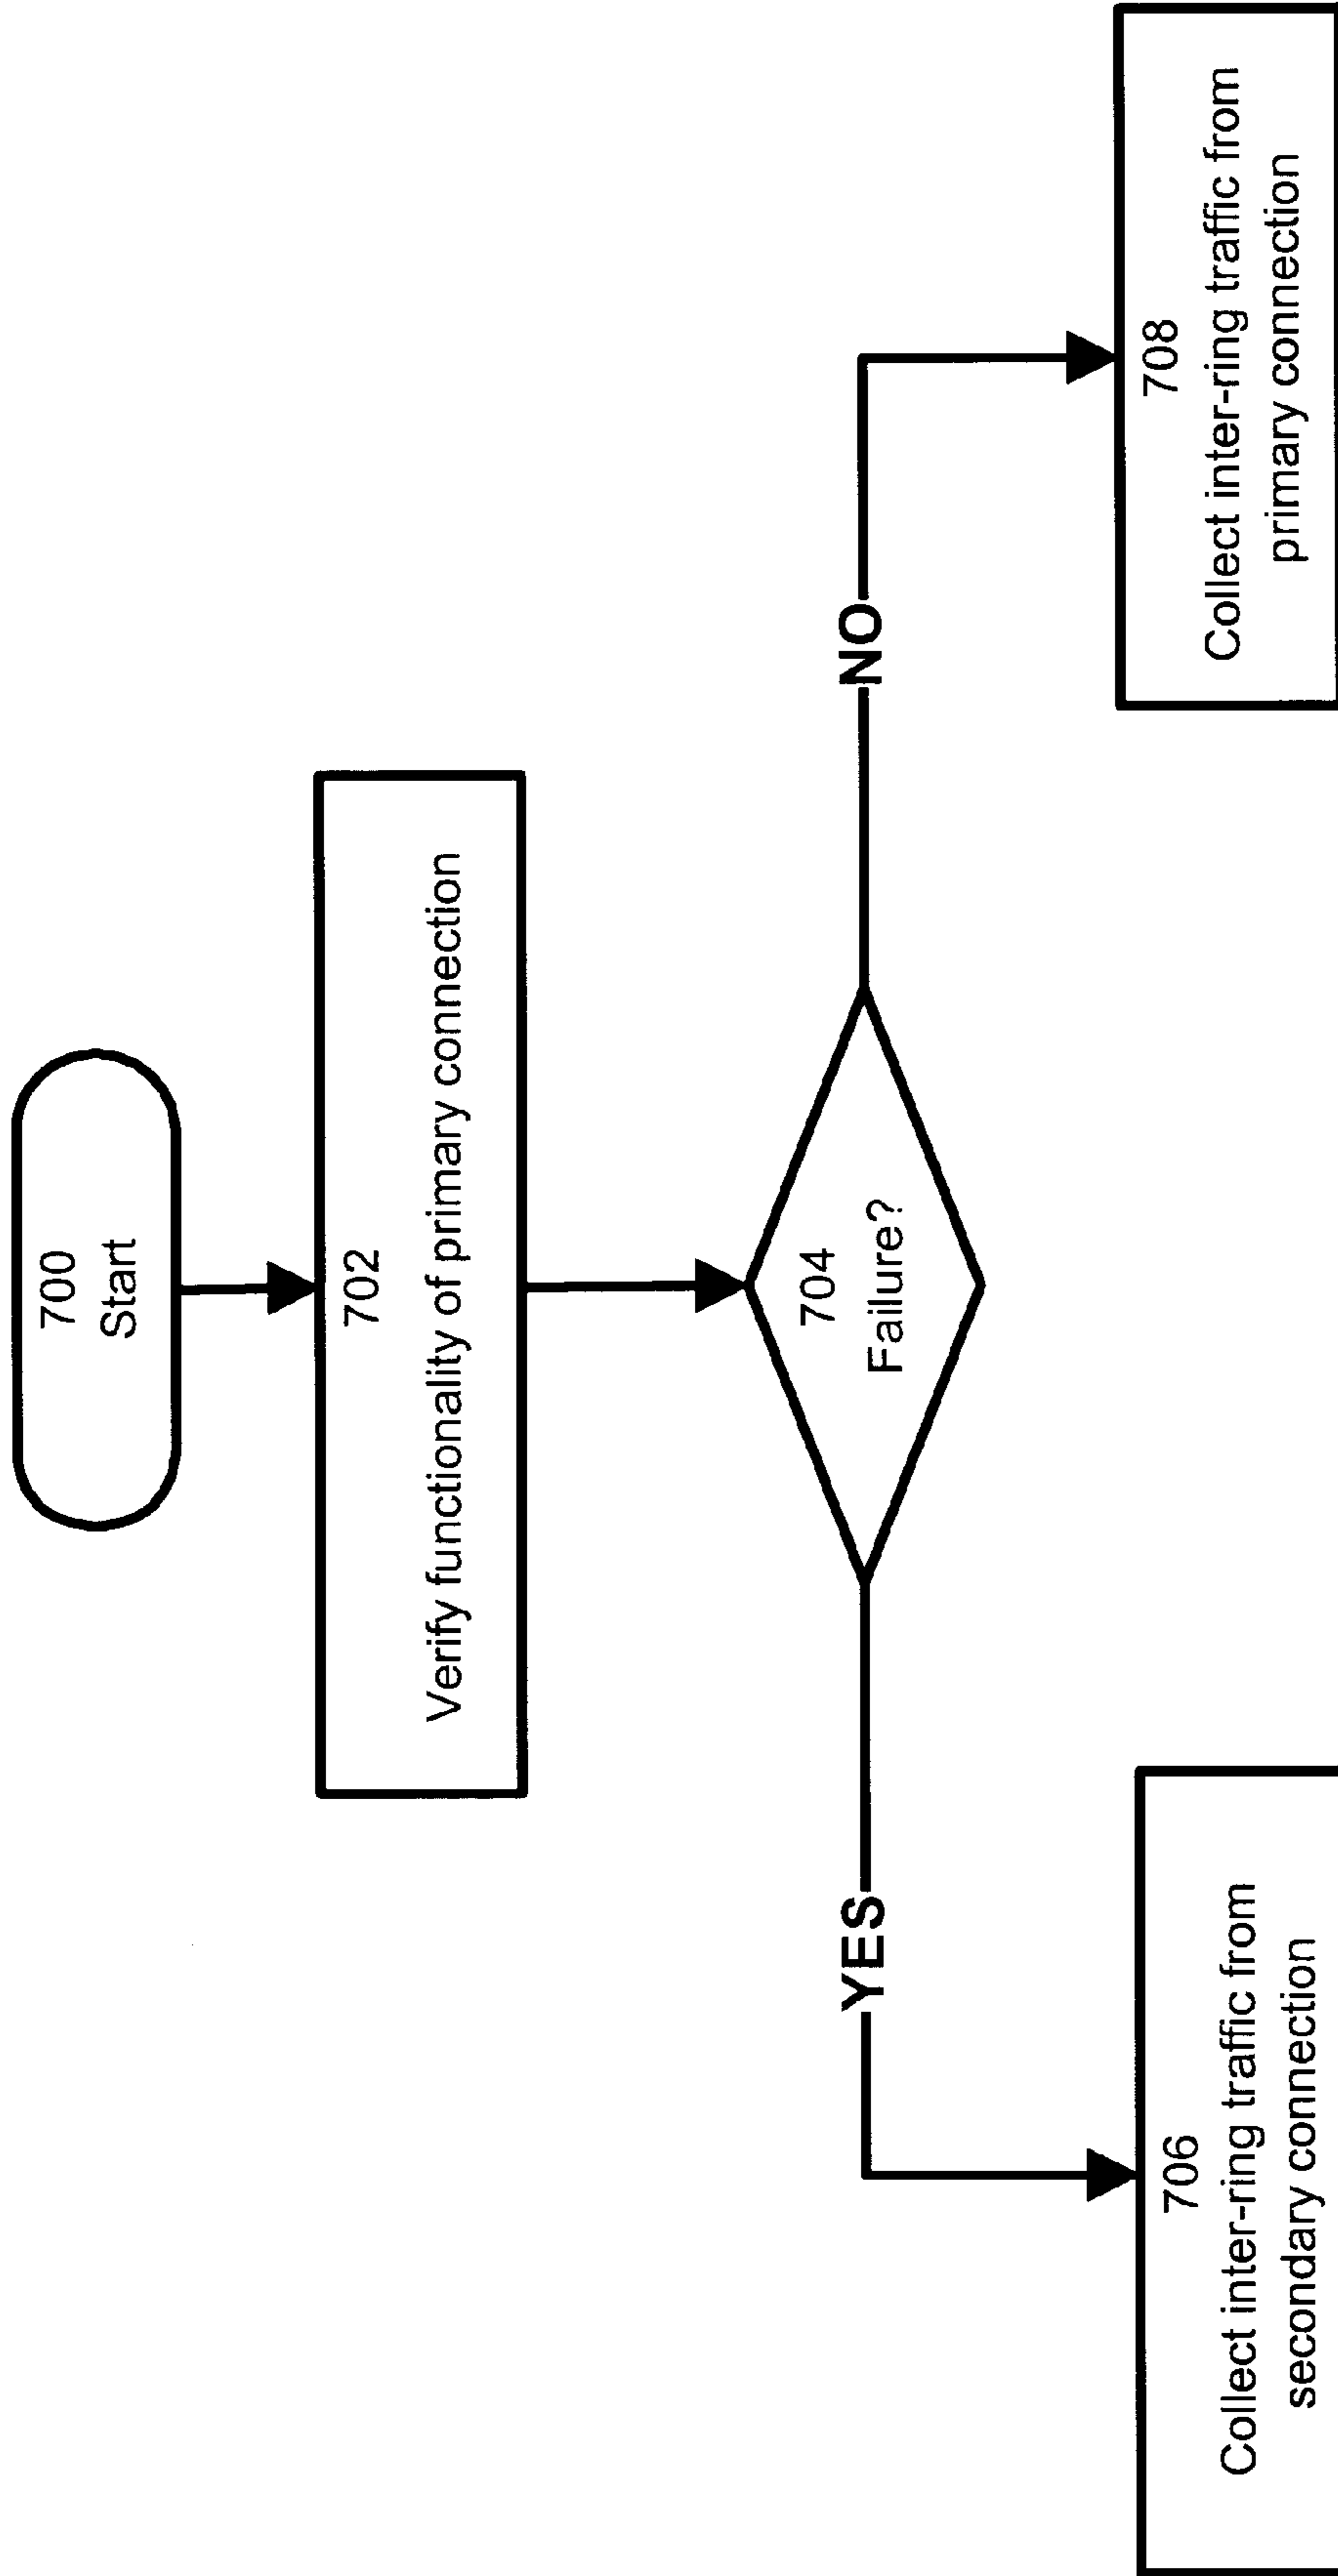 700
Start
702
Verify functionality of primary connection
704
Failure?
YES
NO
706
Collect inter-ring traffic from
secondary connection
708
Collect inter-ring traffic from
primary connection